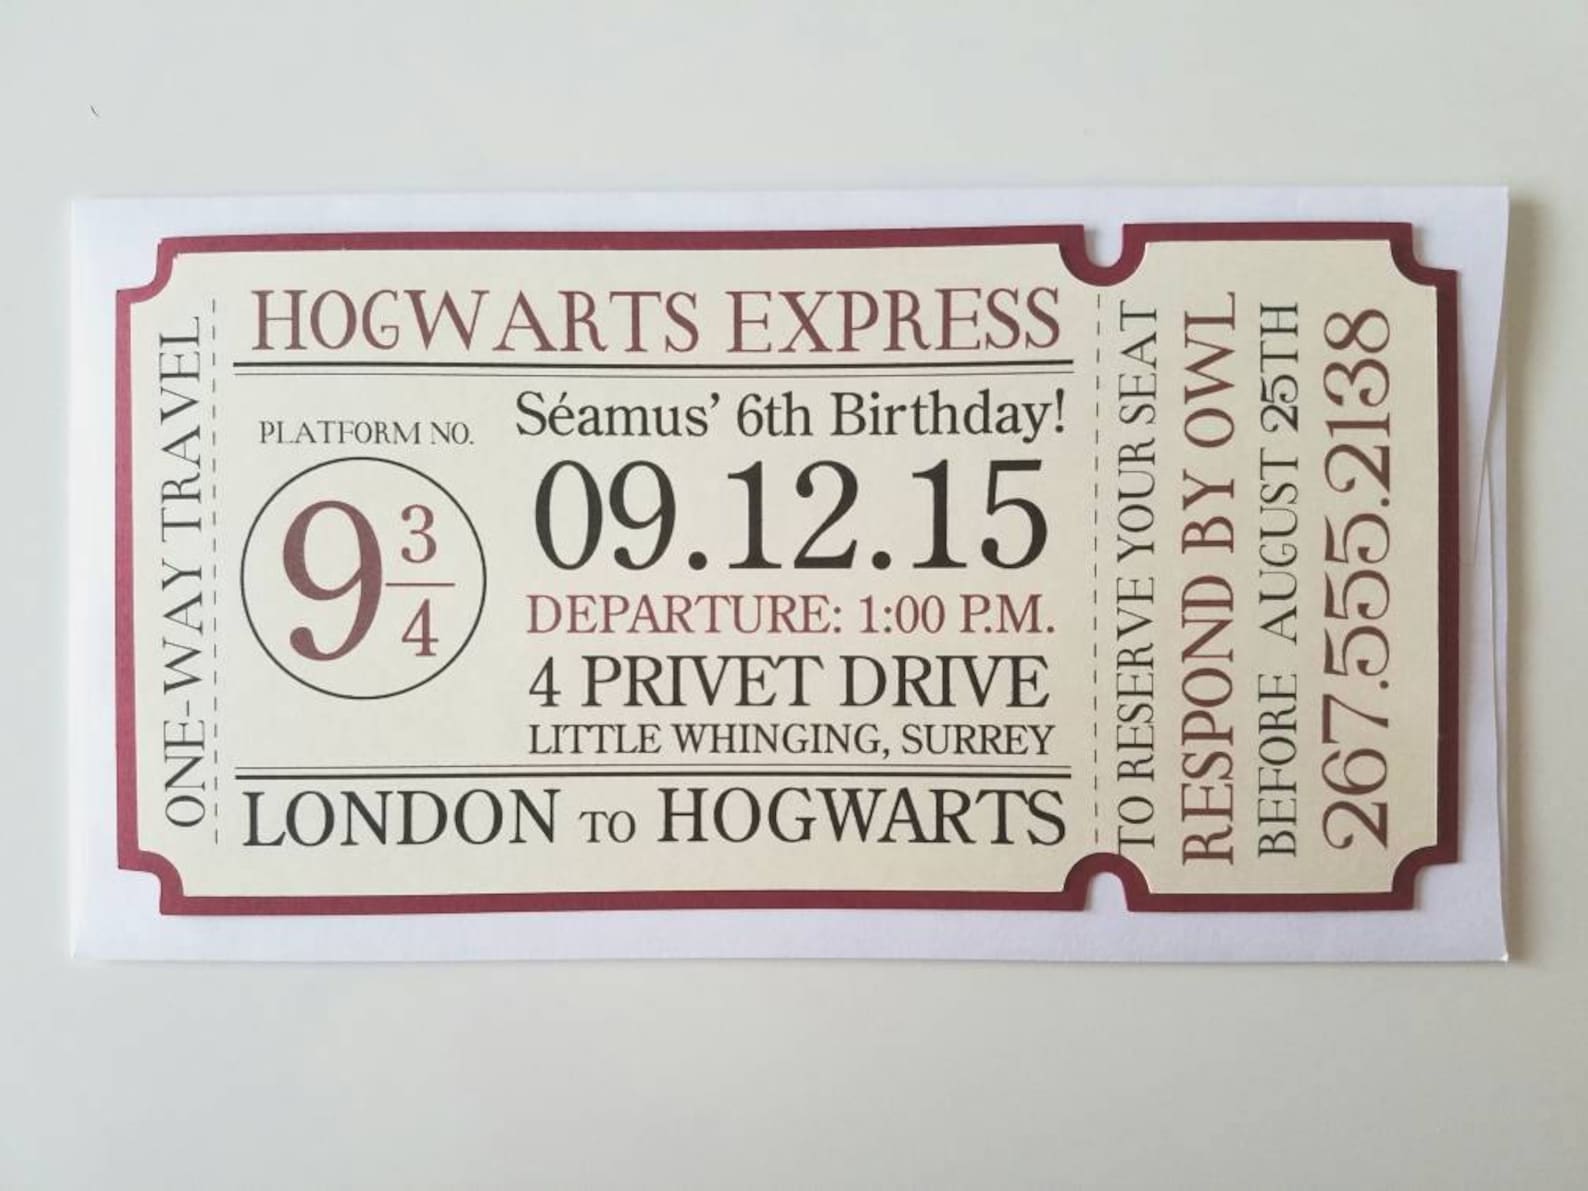 ONE-WAY TRAVEL
HOGWARTS EXPRESS
PLATFORM NO.
9 3/4
Séamus’ 6th Birthday!
09.12.15
DEPARTURE: 1:00 P.M.
4 PRIVET DRIVE
LITTLE WHINGING, SURREY
LONDON TO HOGWARTS
TO RESERVE YOUR SEAT
RESPOND BY OWL
BEFORE AUGUST 25TH
267.555.2138